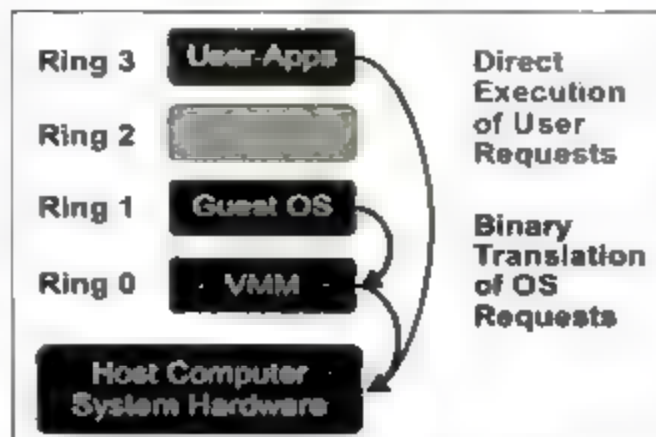 Ring 3
User Apps
Direct
Execution
of User
Requests
Ring 2
Ring 1
Guest OS
Binary
Translation
of OS
Requests
Ring 0
VMM
Host Computer
System Hardware